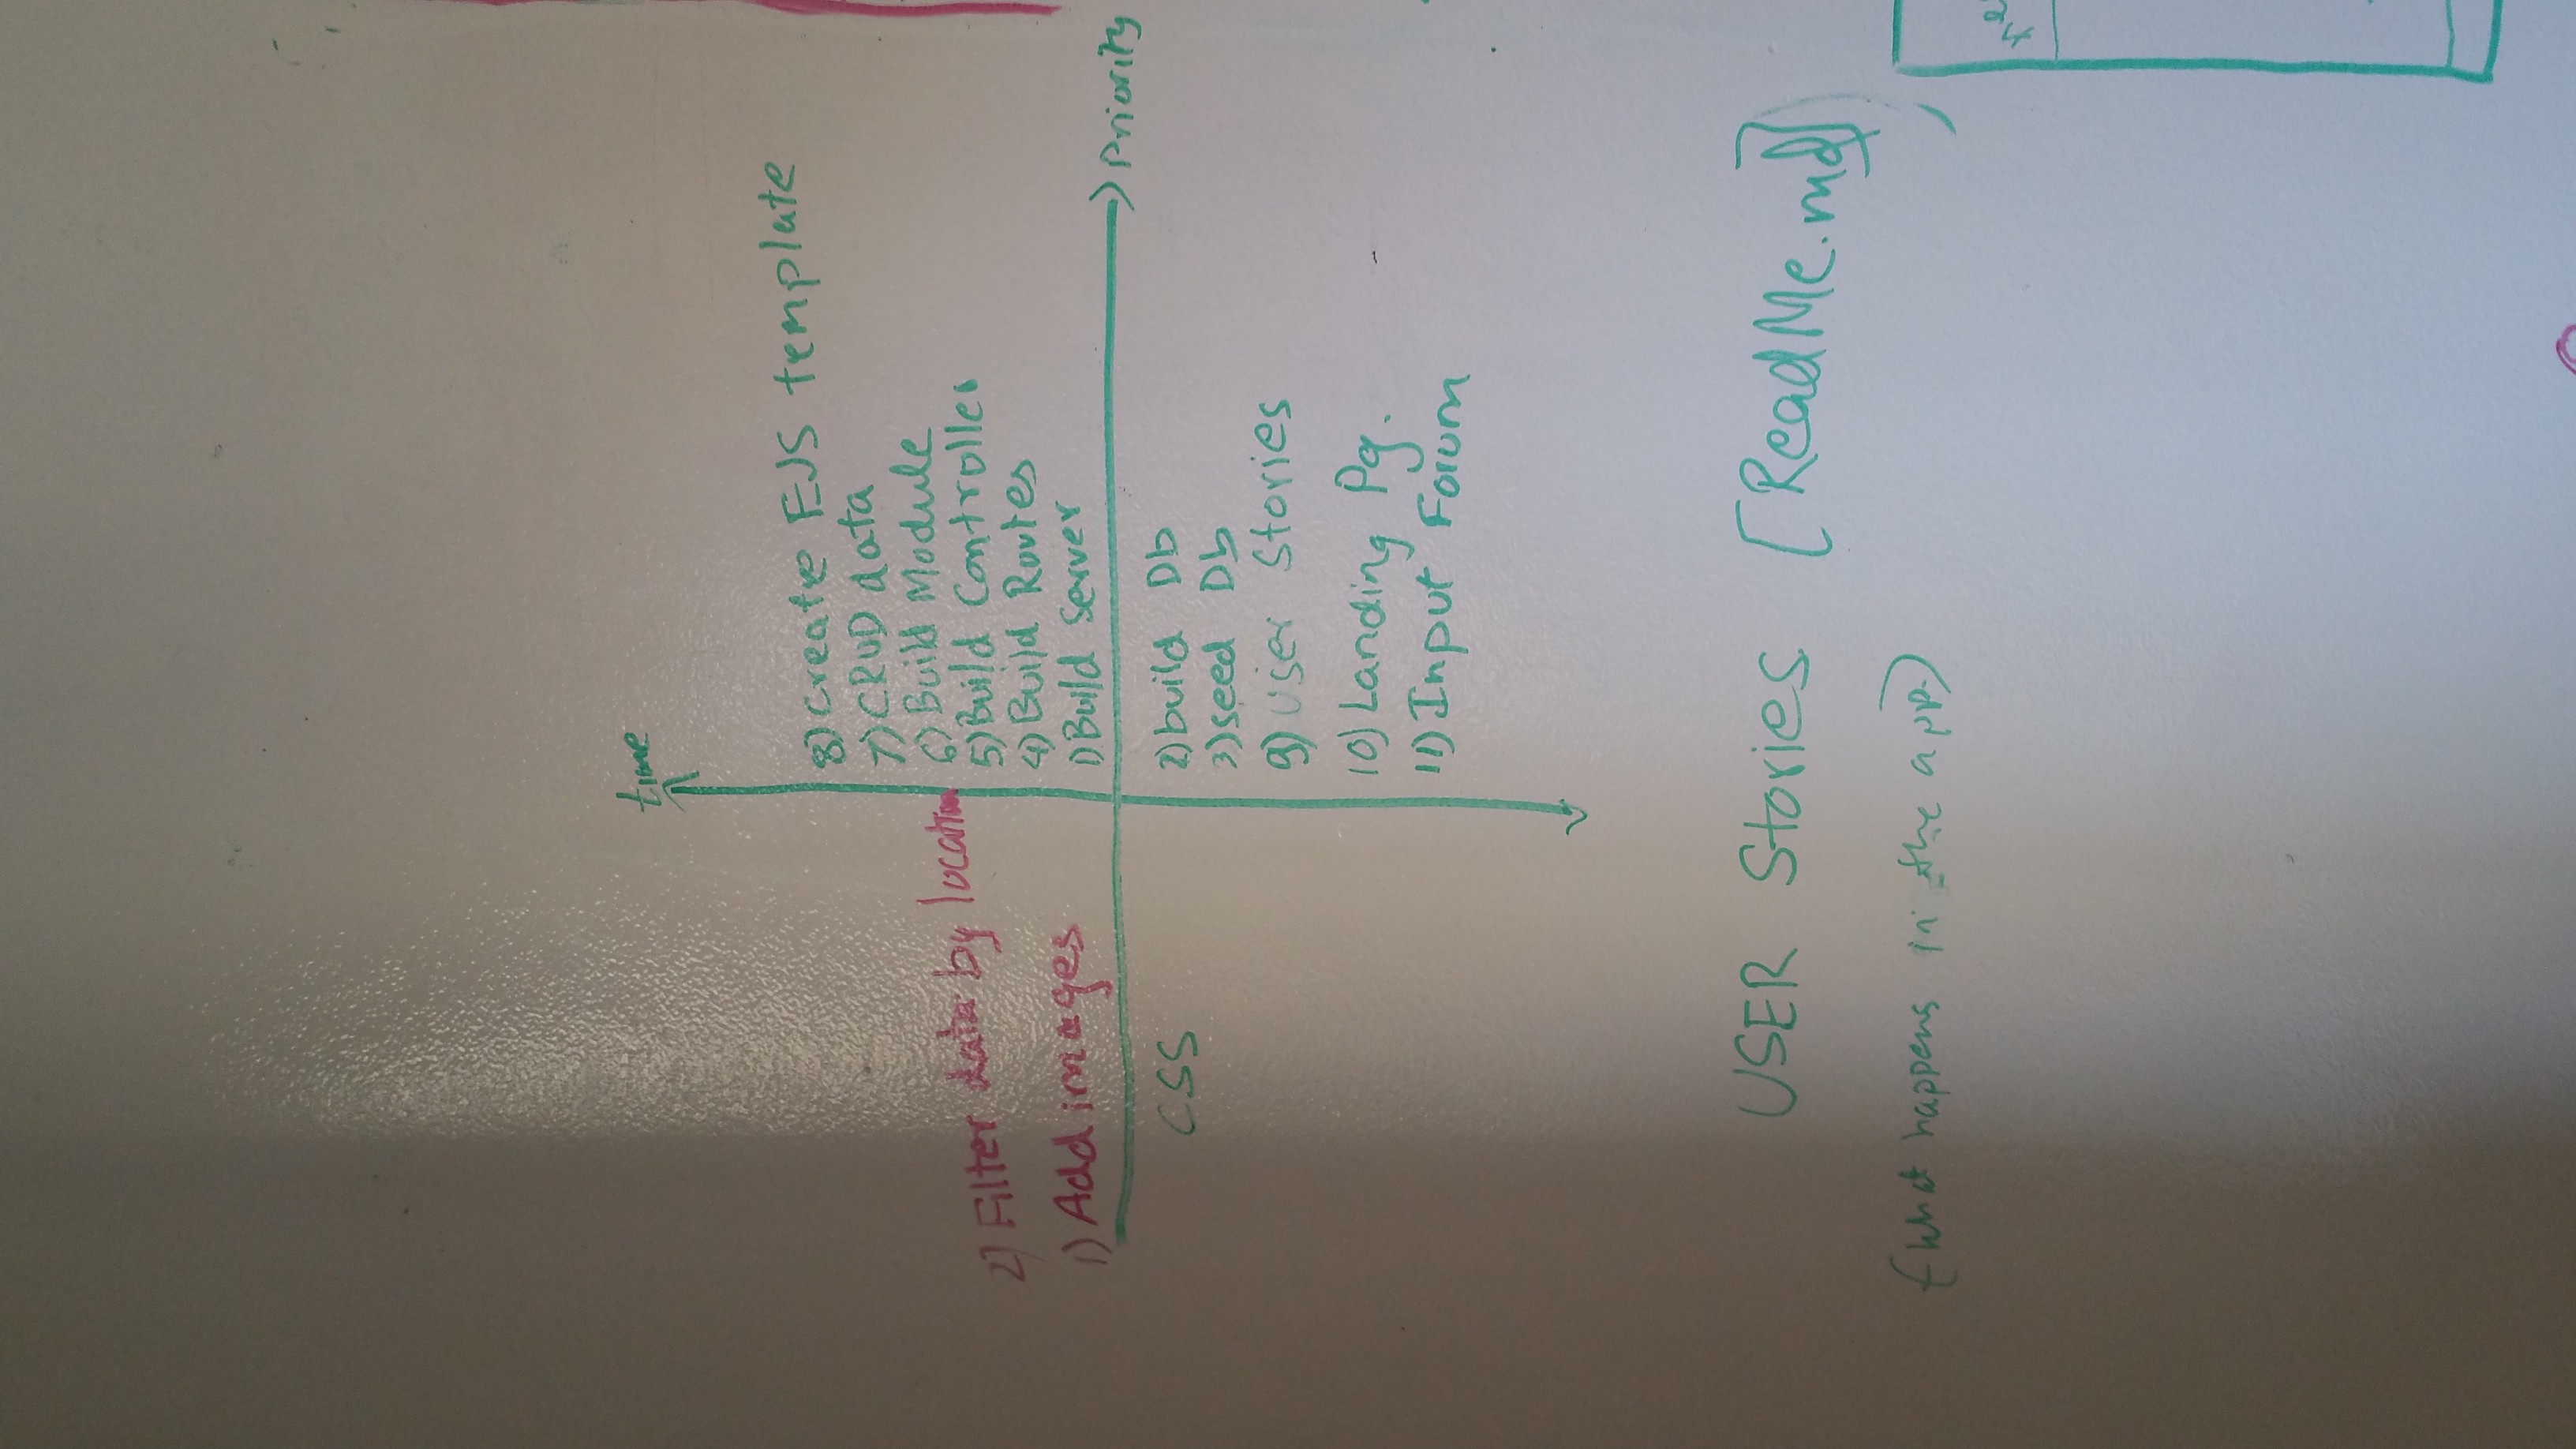 time
8) Create EJS template
7) CRUD data
6) Build Module
2) Filter data by location
5) Build Controller
4) Build Routes
1) Add images
1) Build Server
Priority
CSS
2) build Db
3) seed Db
9) User Stories
10) Landing Pg.
11) Input Forum
USER Stories [ReadMe.md]
(what happens in the app.)